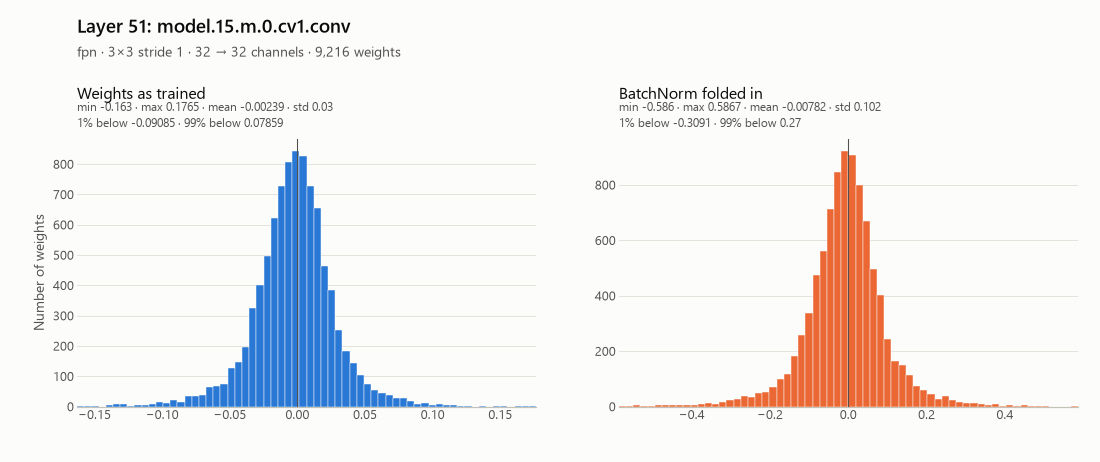 Layer 51: model.15.m.0.cv1.conv
fpn · 3×3 stride 1 · 32 → 32 channels · 9,216 weights
Weights as trained
min -0.163 · max 0.1765 · mean -0.00239 · std 0.03
1% below -0.09085 · 99% below 0.07859
Number of weights
800
700
600
500
400
300
200
100
0
−0.15
−0.10
−0.05
0.00
0.05
0.10
0.15
BatchNorm folded in
min -0.586 · max 0.5867 · mean -0.00782 · std 0.102
1% below -0.3091 · 99% below 0.27
800
600
400
200
0
−0.4
−0.2
0.0
0.2
0.4